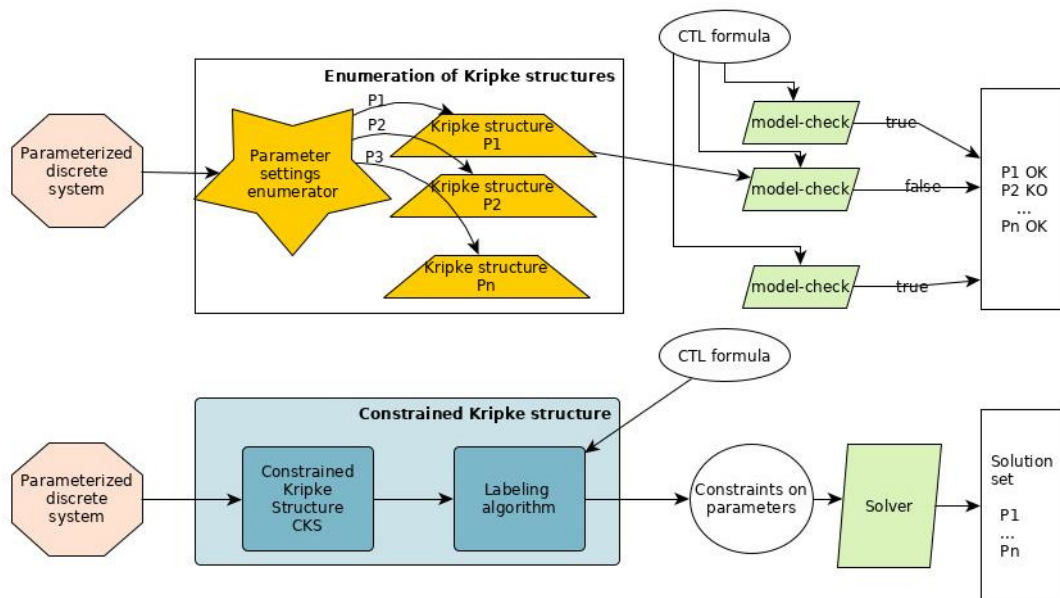 CTL formula
Enumeration of Kripke structures
Parameterized
discrete
system
Parameter
settings
enumerator
P1
P2
P3
Kripke structure
P1
Kripke structure
P2
Kripke structure
Pn
model-check
true
model-check
false
model-check
true
P1 OK
P2 KO
...
Pn OK
CTL formula
Constrained Kripke structure
Parameterized
discrete
system
Constrained
Kripke
Structure
CKS
Labeling
algorithm
Constraints on
parameters
Solver
Solution
set
P1
...
Pn